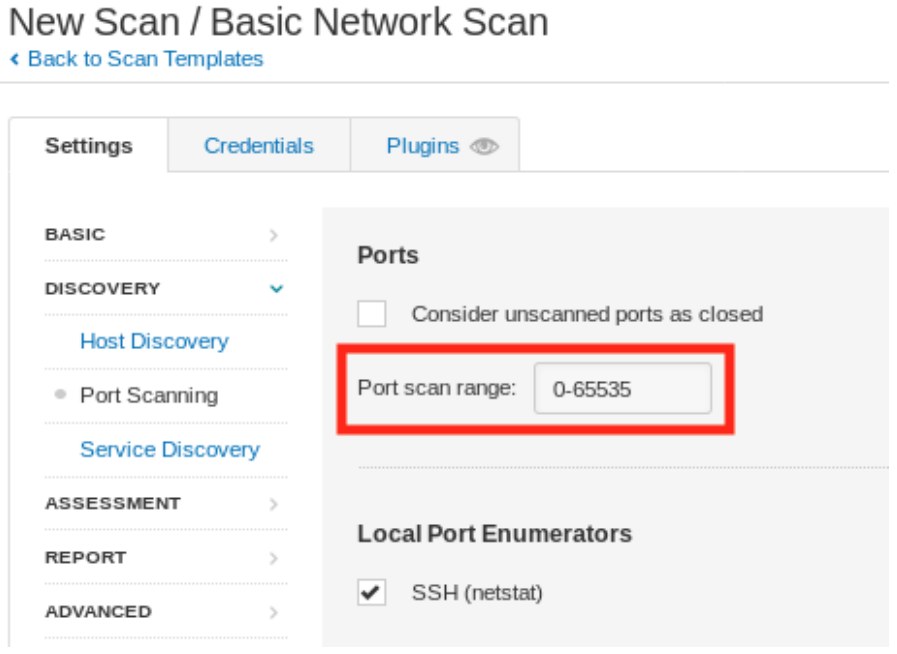 New Scan / Basic Network Scan
‹ Back to Scan Templates
Settings
Credentials
Plugins
BASIC
DISCOVERY
Host Discovery
Port Scanning
Service Discovery
ASSESSMENT
REPORT
ADVANCED
Ports
Consider unscanned ports as closed
Port scan range: 0-65535
Local Port Enumerators
SSH (netstat)